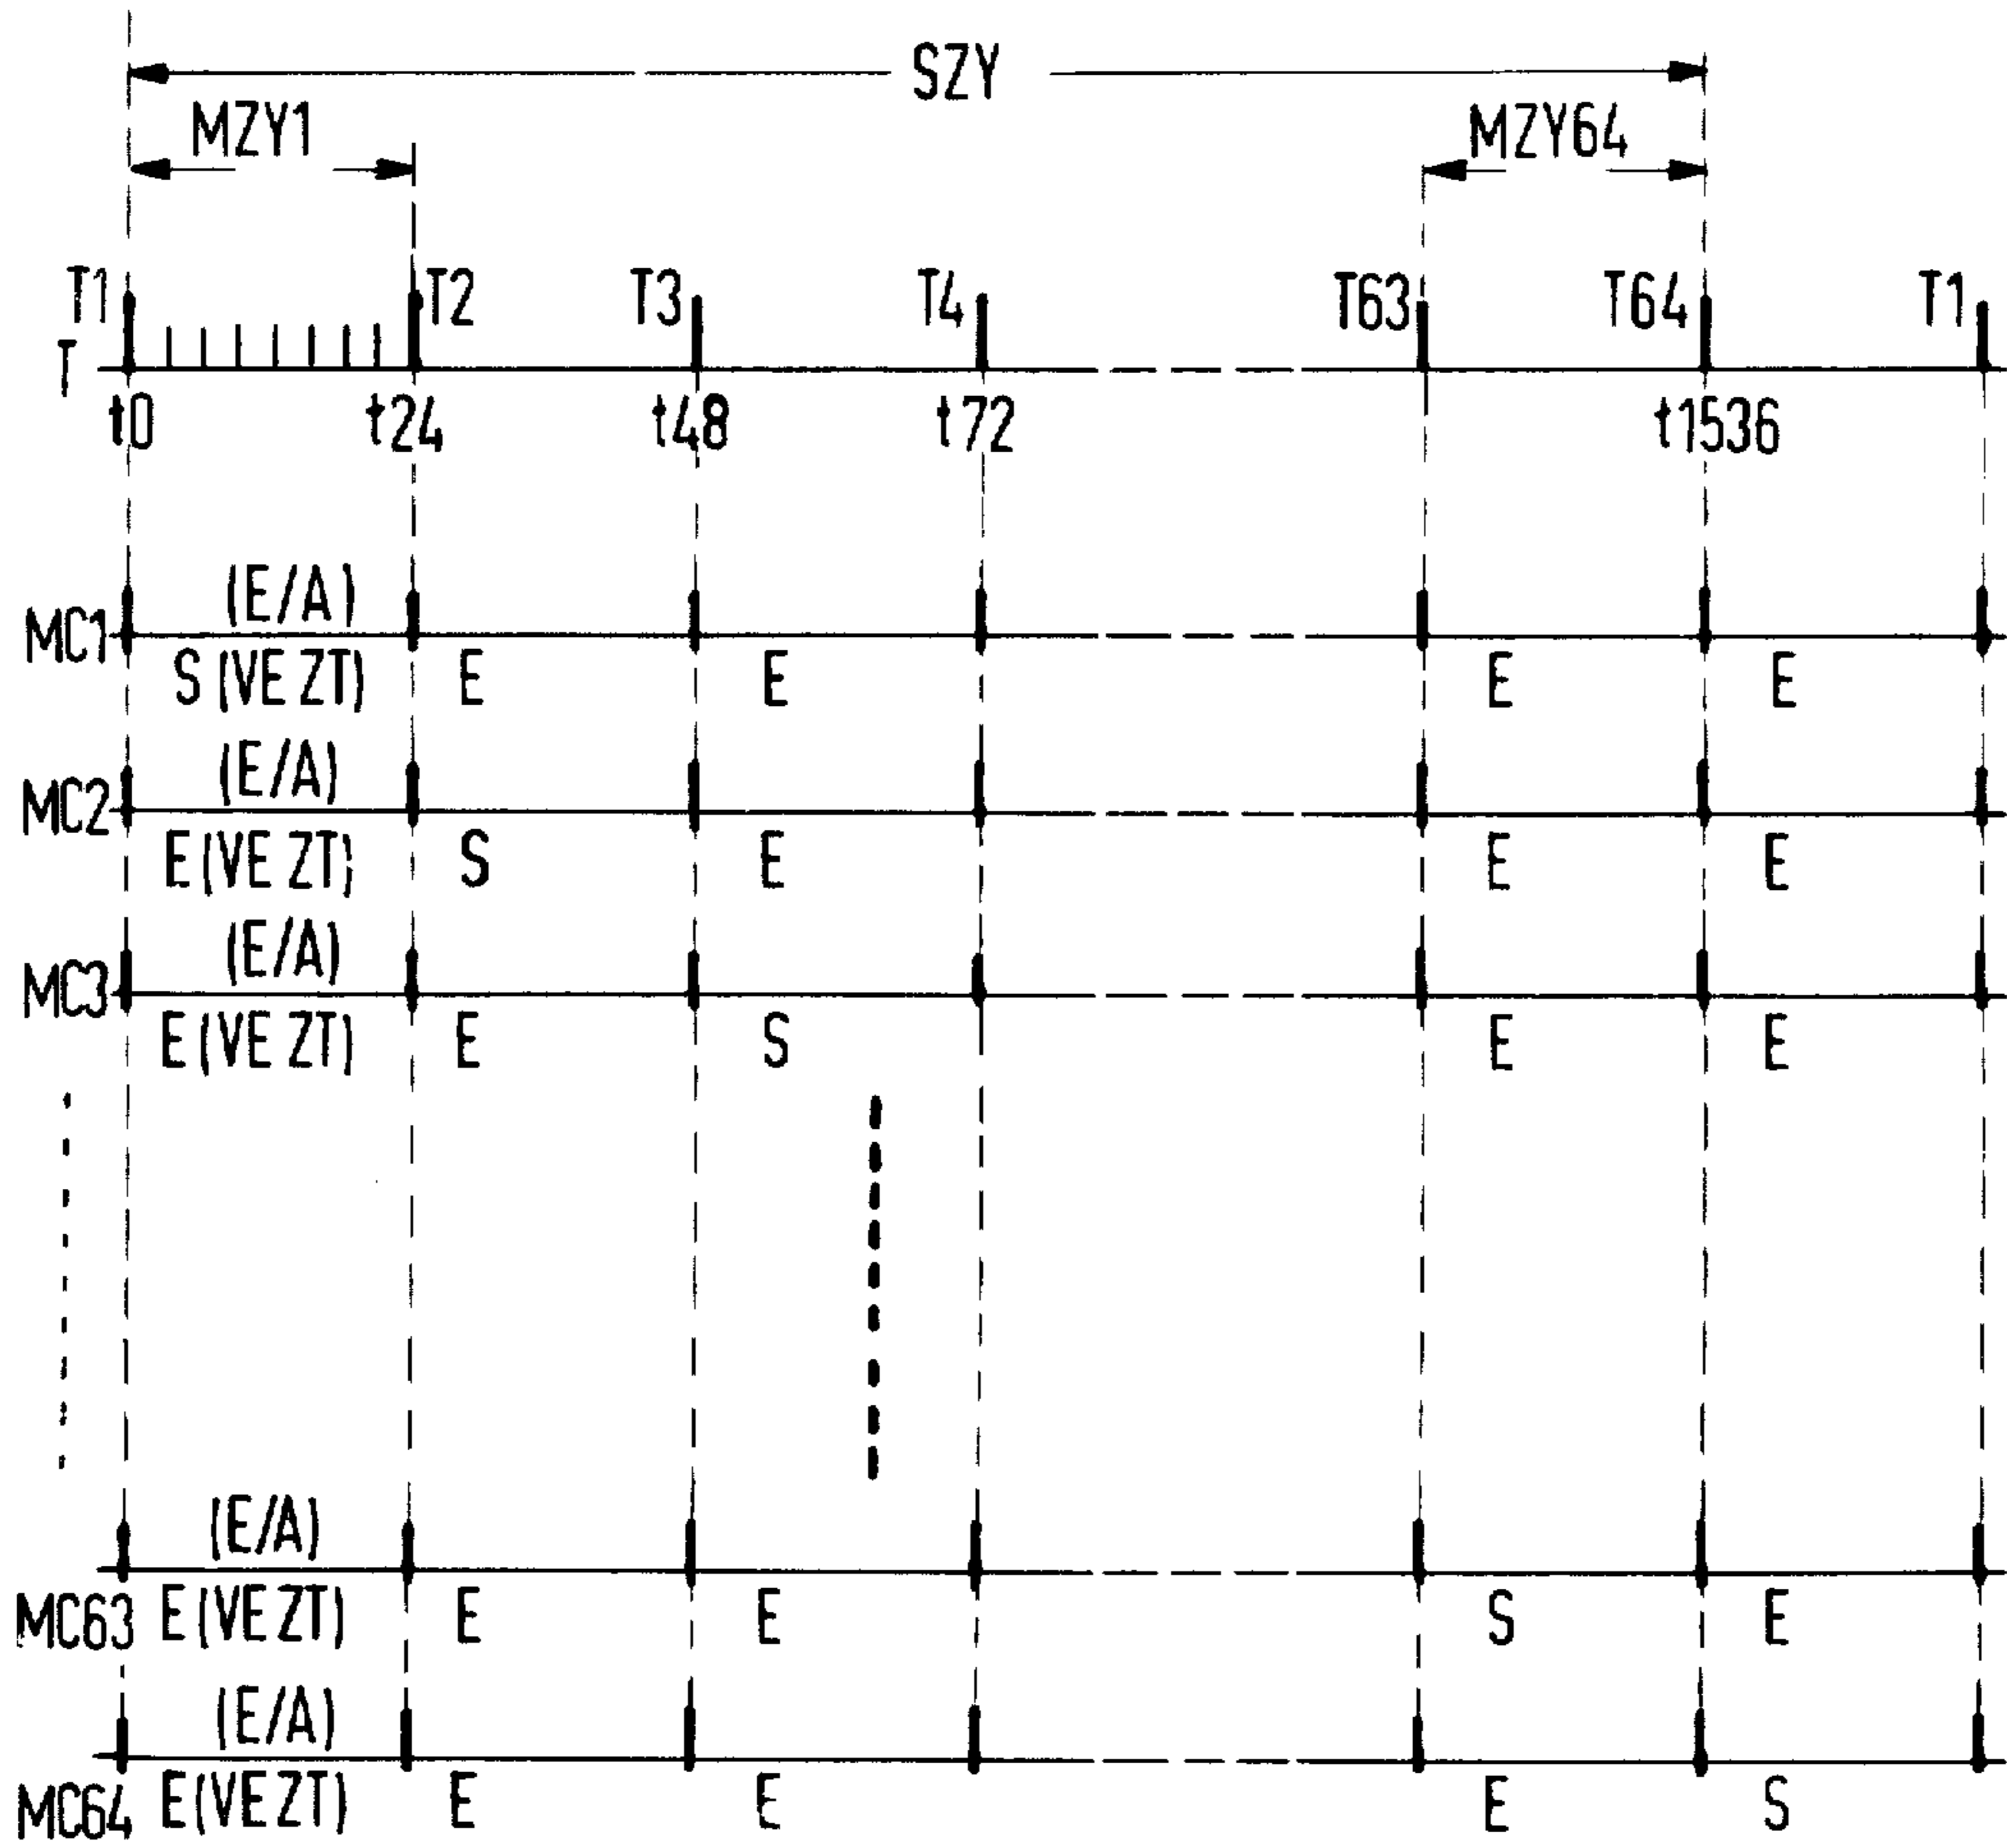 SZY
MZY1 MZY64
T1 T2 T3 T4 T63 T64 T1
T
t0 t24 t48 t72 t1536
(E/A)
MC1
S (VE ZT) E E E E
(E/A)
MC2
E (VE ZT) S E E E
(E/A)
MC3
E (VE ZT) E S E E
(E/A)
MC63 E (VE ZT) E E S E
(E/A)
MC64 E (VE ZT) E E E S